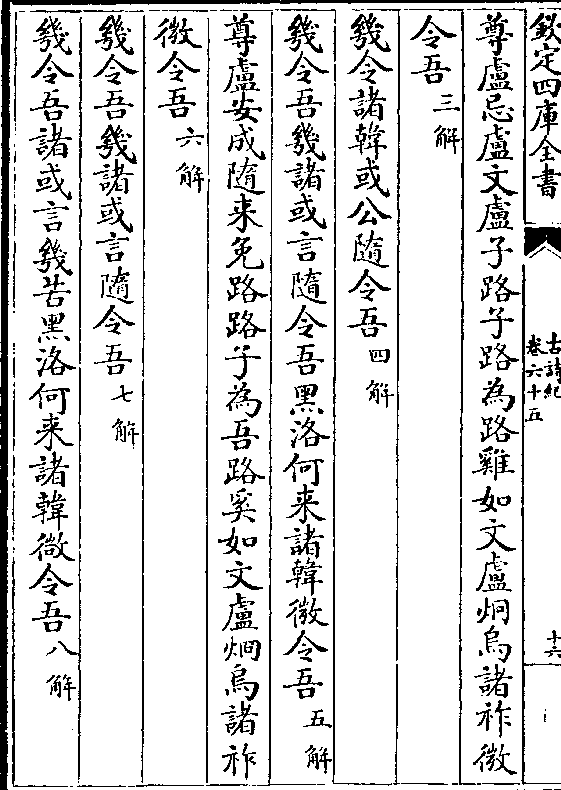 欽定四庫全書
古詩紀
卷六十五
十六
尊盧忌盧文盧子路子路為路雞如文盧炯烏諸祚微
令吾三解
幾令諸韓或公隨令吾四解
幾令吾幾諸或言隨令吾黑洛何来諸韓微令吾五解
尊盧安成隨来免路路子為吾路奚如文盧炯烏諸祚
微令吾六解
幾令吾幾諸或言隨令吾七解
幾令吾諸或言幾苦黑洛何来諸韓微令吾八解